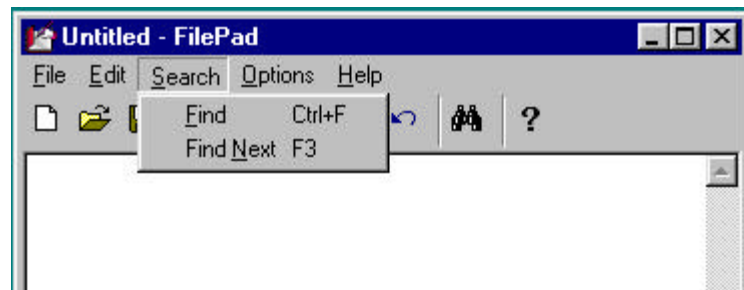 Untitled - FilePad
File Edit Search Options Help
Find Ctrl+F
?
Find Next F3